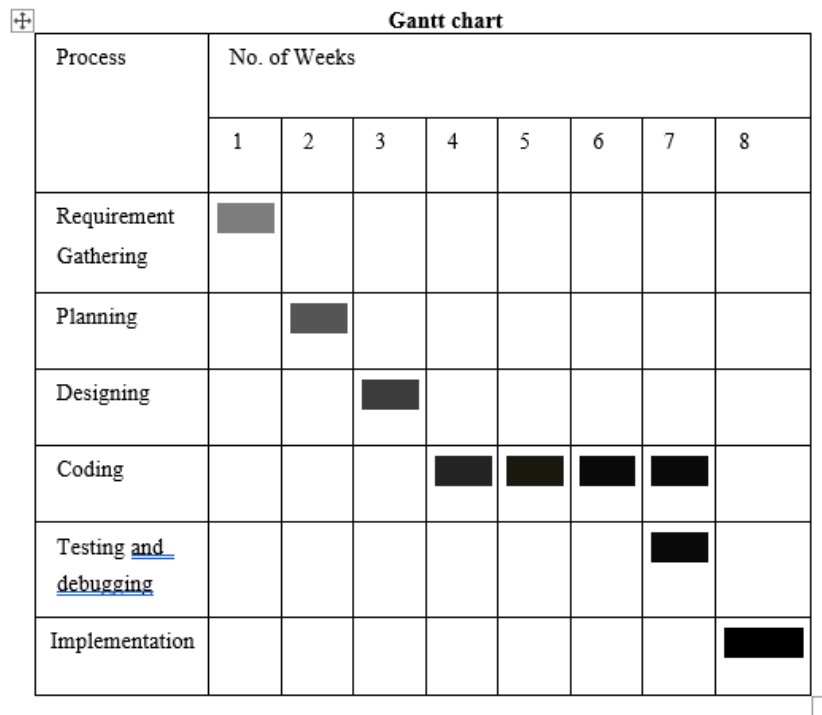 Gantt chart
Process
No. of Weeks
1 2 3 4 5 6 7 8
Requirement
Gathering
Planning
Designing
Coding
Testing and
debugging
Implementation